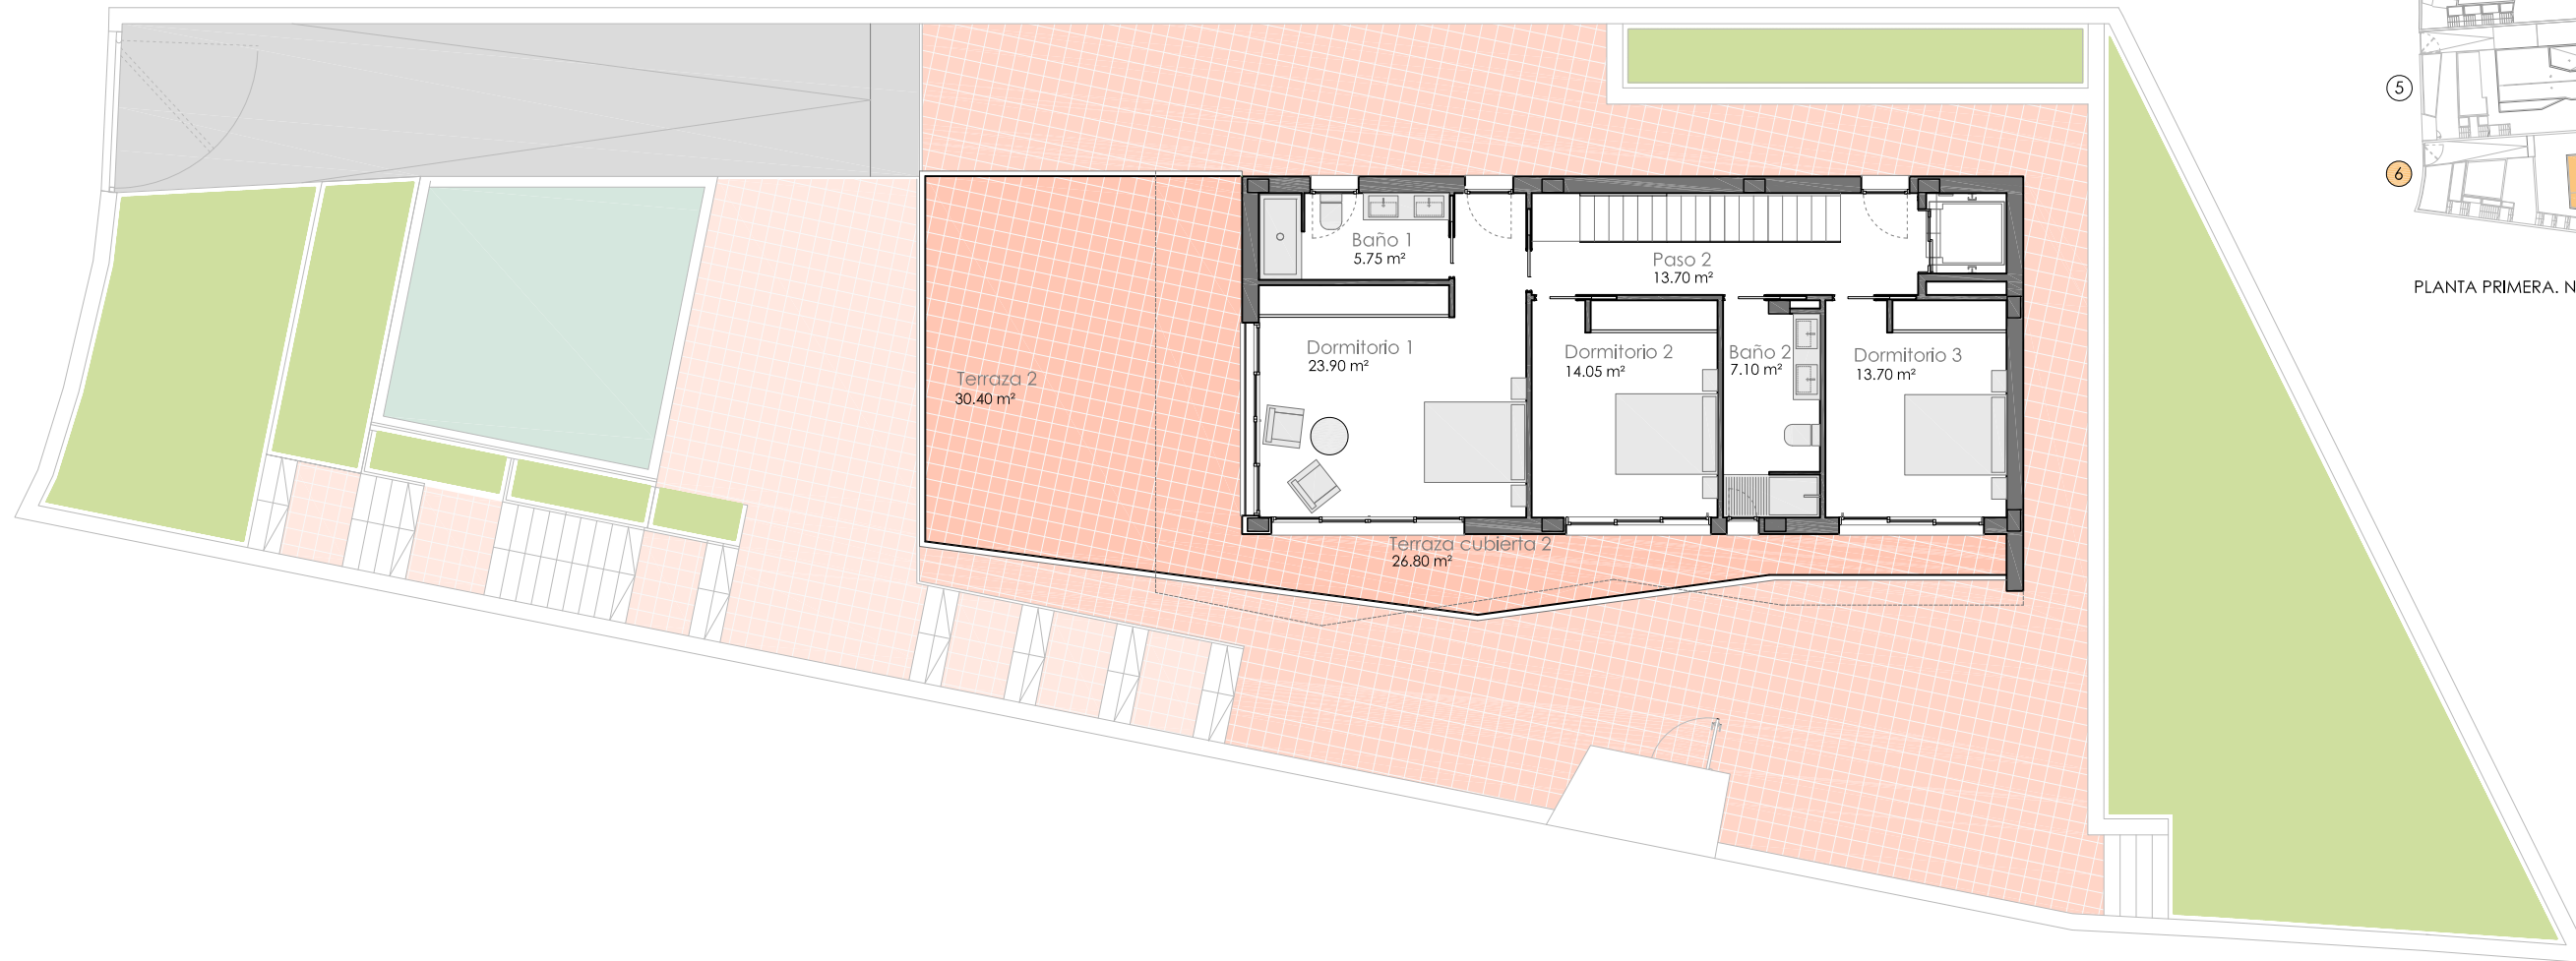 5
6
PLANTA PRIMERA. N
Baño 1
5.75 m²
Paso 2
13.70 m²
Dormitorio 1
23.90 m²
Dormitorio 2
14.05 m²
Baño 2
7.10 m²
Dormitorio 3
13.70 m²
Terraza 2
30.40 m²
Terraza cubierta 2
26.80 m²